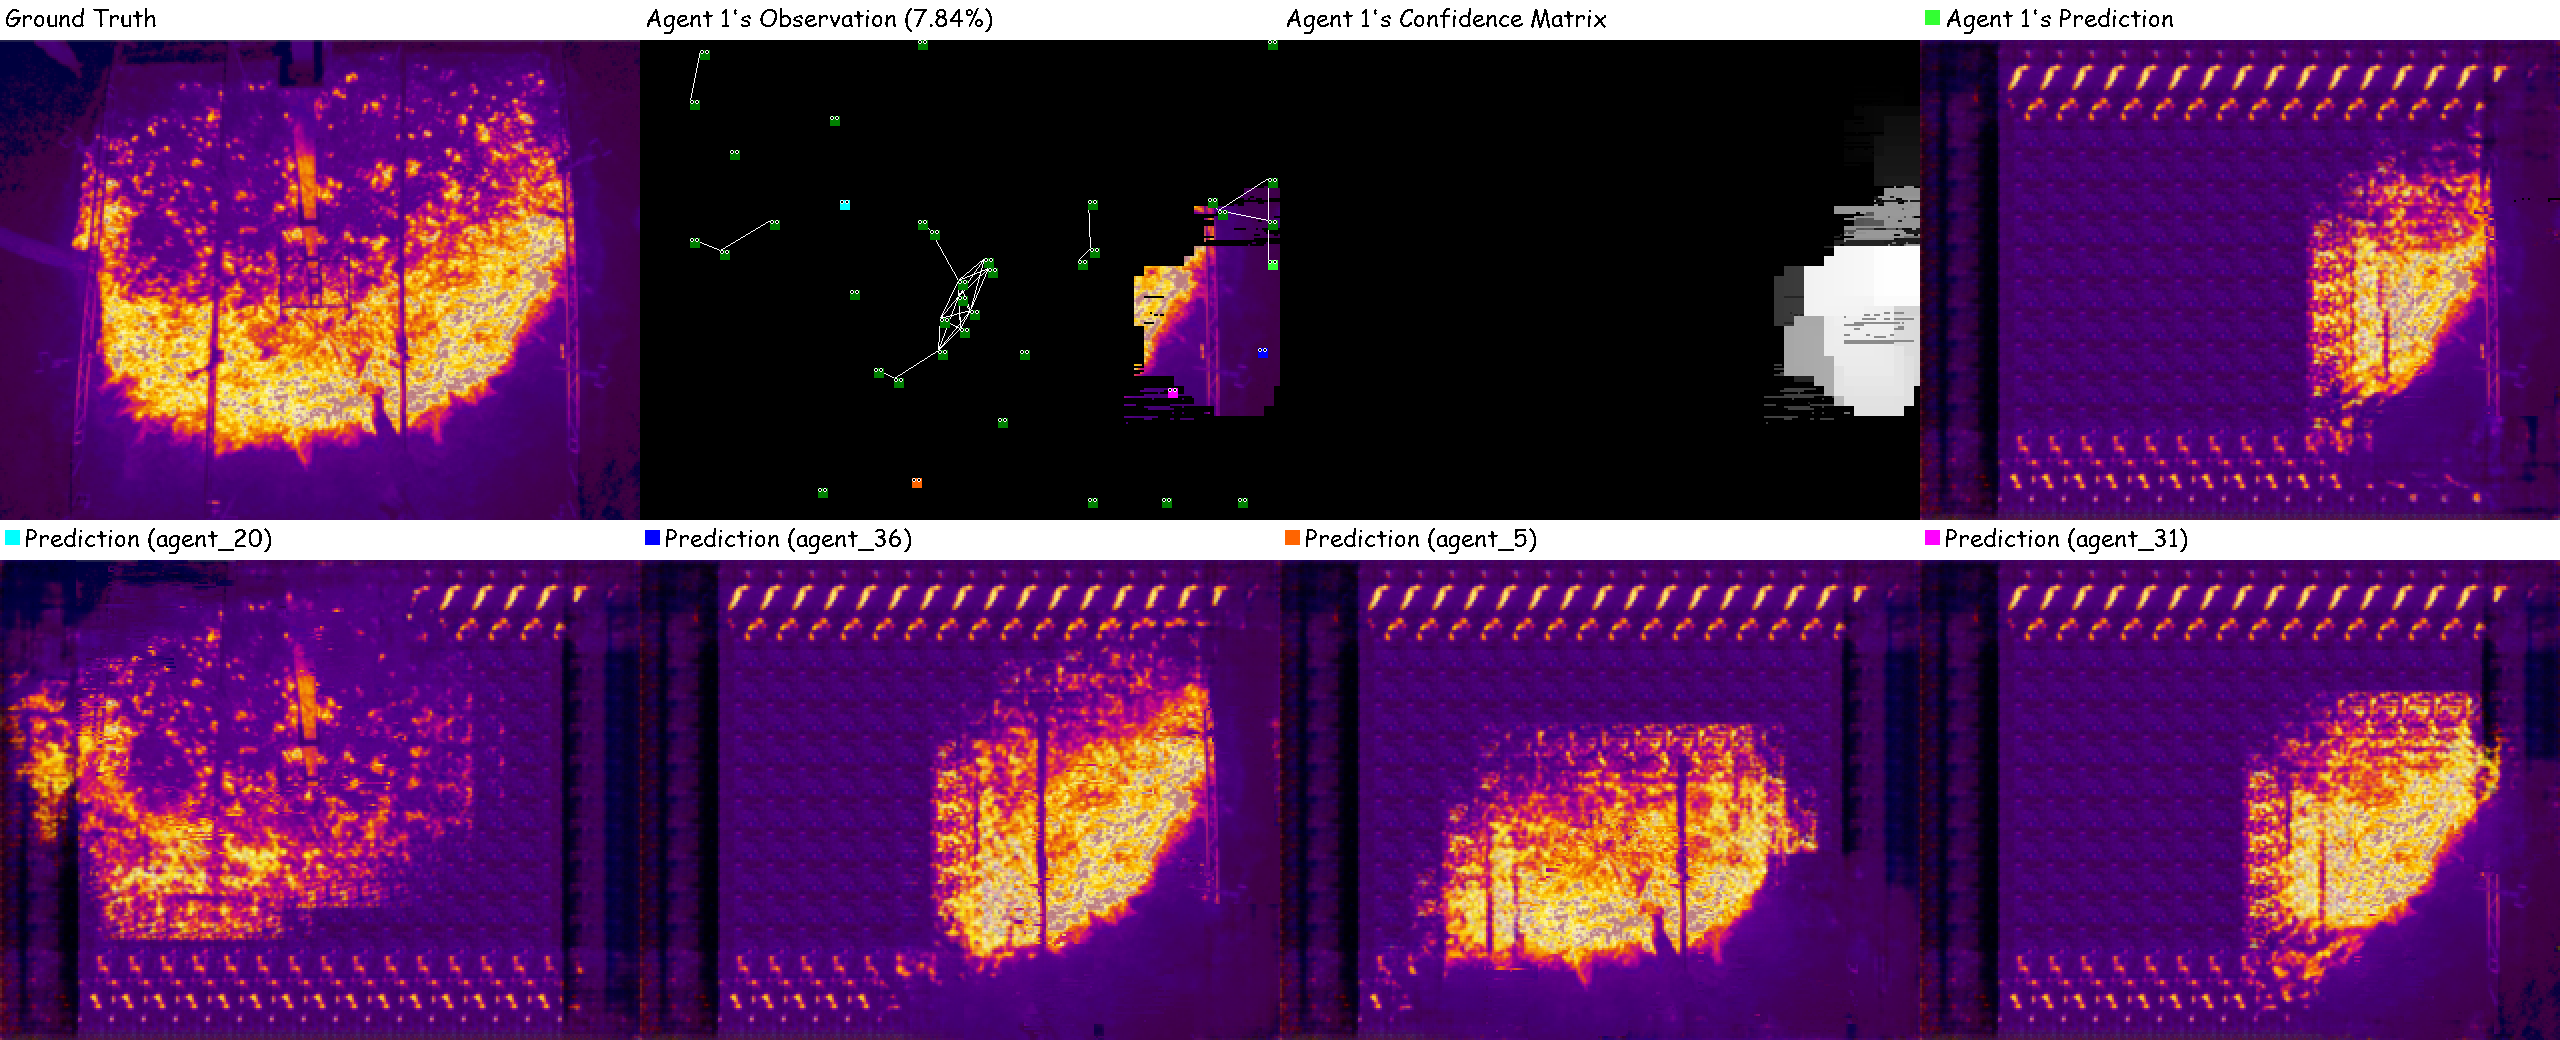 Ground Truth
Agent 1's Observation (7.84%)
Agent 1's Confidence Matrix
Agent 1's Prediction
Prediction (agent_20)
Prediction (agent_36)
Prediction (agent_5)
Prediction (agent_31)